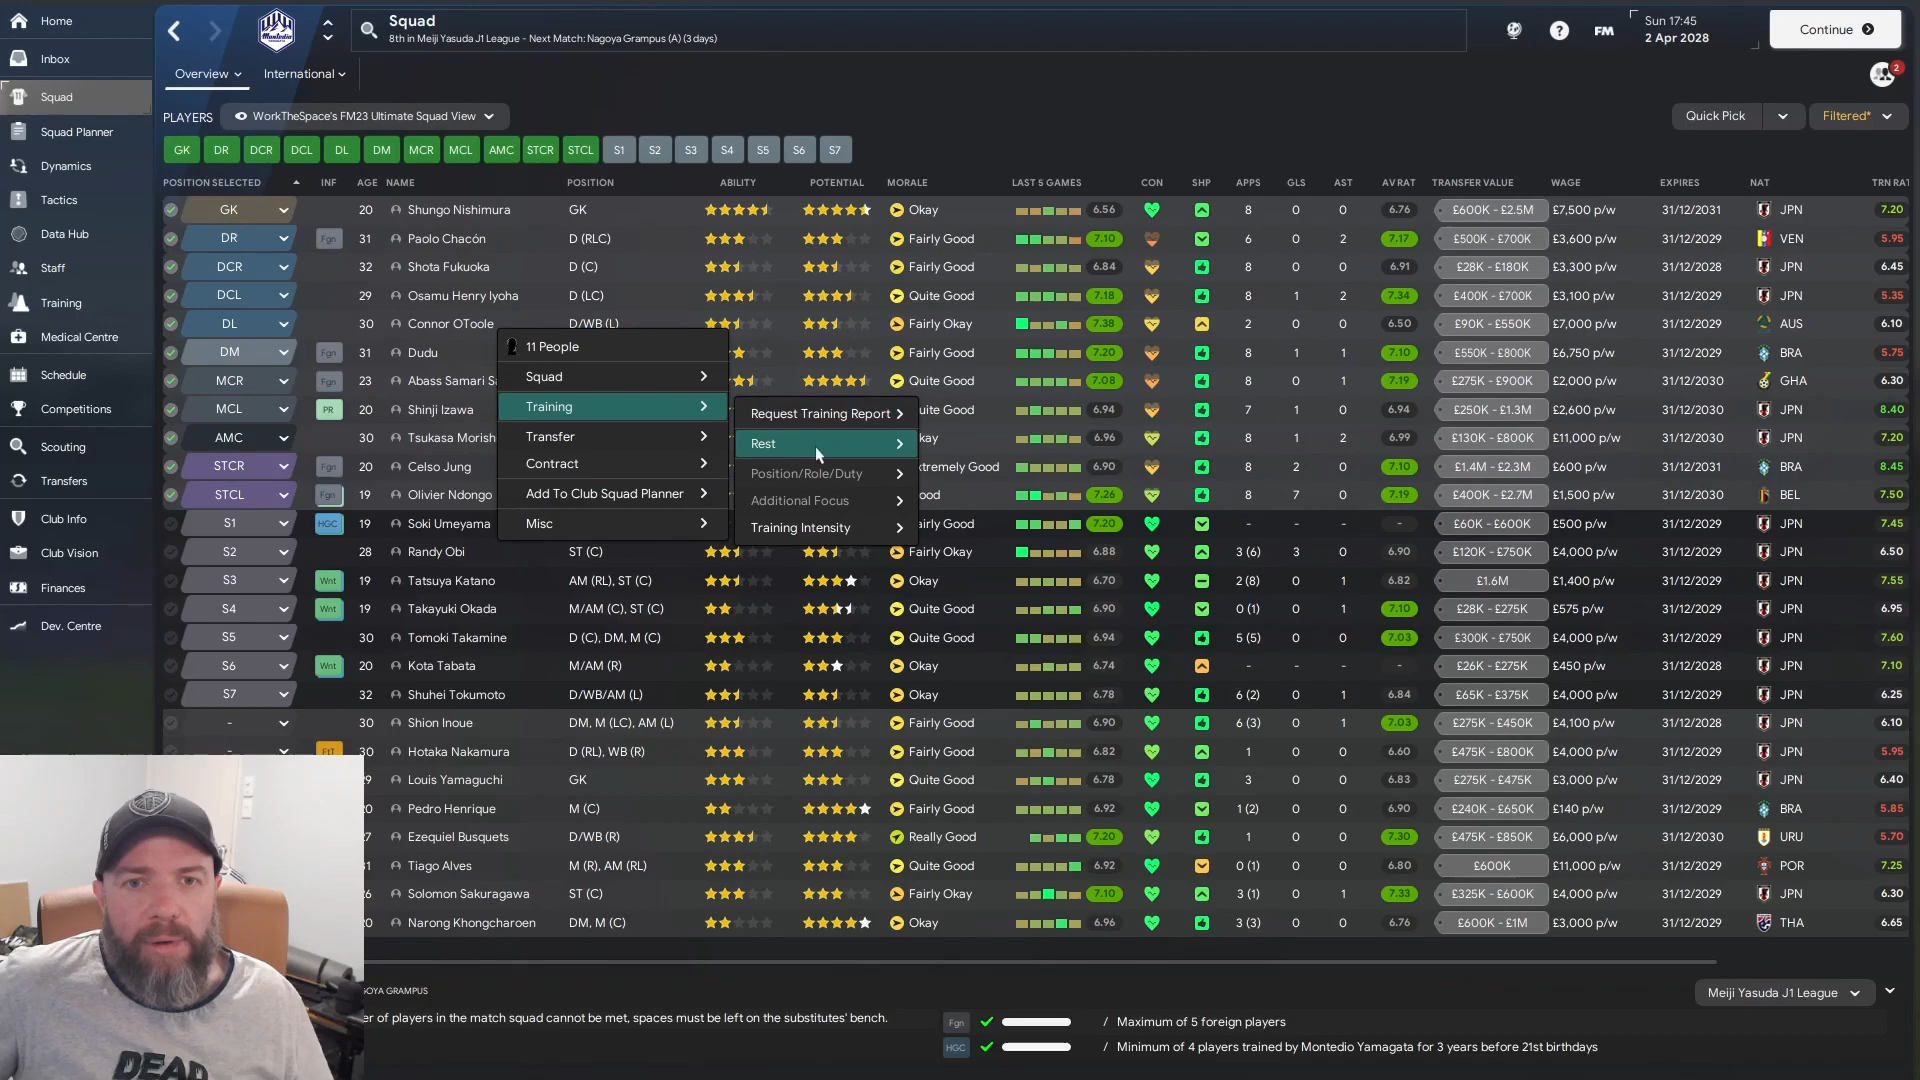 Home
Inbox
Squad
Squad Planner
Dynamics
Tactics
Data Hub
Staff
Training
Medical Centre
Schedule
Competitions
Scouting
Transfers
Club Info
Club Vision
Finances
Dev. Centre
Squad
8th in Meiji Yasuda J1 League - Next Match: Nagoya Grampus (A) (3 days)
FM
Sun 17:45
2 Apr 2028
Continue
Overview International
2
PLAYERS WorkTheSpace's FM23 Ultimate Squad View
Quick Pick Filtered*
GK DR DCR DCL DL DM MCR MCL AMC STCR STCL S1 S2 S3 S4 S5 S6 S7
POSITION SELECTED INF AGE NAME POSITION ABILITY POTENTIAL MORALE LAST 5 GAMES CON SHP APPS GLS AST AV RAT TRANSFER VALUE WAGE EXPIRES NAT TRN RAT
GK 20 Shungo Nishimura GK Okay 6.56 8 0 0 6.76 £600K - £2.5M £7,500 p/w 31/12/2031 JPN 7.20
DR Fgn 31 Paolo Chacón D (RLC) Fairly Good 7.10 6 0 2 7.17 £500K - £700K £3,600 p/w 31/12/2029 VEN 5.95
DCR 32 Shota Fukuoka D (C) Fairly Good 6.84 8 0 0 6.91 £28K - £180K £3,300 p/w 31/12/2028 JPN 6.45
DCL 29 Osamu Henry Iyoha D (LC) Quite Good 7.18 8 1 2 7.34 £400K - £700K £3,100 p/w 31/12/2029 JPN 5.35
DL 30 Connor OToole D/WB (L) Fairly Okay 7.38 2 0 0 6.50 £90K - £550K £7,000 p/w 31/12/2029 AUS 6.10
DM Fgn 31 Dudu Fairly Good 7.20 8 1 1 7.10 £550K - £800K £6,750 p/w 31/12/2029 BRA 5.75
MCR Fgn 23 Abass Samari Sa Quite Good 7.08 8 0 1 7.19 £275K - £900K £2,000 p/w 31/12/2030 GHA 6.30
MCL PR 20 Shinji Izawa uite Good 6.94 7 1 0 6.94 £250K - £1.3M £2,600 p/w 31/12/2030 JPN 8.40
AMC 30 Tsukasa Morish kay 6.96 8 1 2 6.99 £130K - £800K £11,000 p/w 31/12/2030 JPN 7.20
STCR Fgn 20 Celso Jung xtremely Good 6.90 8 2 0 7.10 £1.4M - £2.3M £600 p/w 31/12/2031 BRA 8.45
STCL Fgn 19 Olivier Ndongo ood 7.26 8 7 0 7.19 £400K - £2.7M £1,500 p/w 31/12/2030 BEL 7.50
S1 HGC 19 Soki Umeyama airly Good 7.20 - - - - £60K - £600K £500 p/w 31/12/2029 JPN 7.45
S2 28 Randy Obi ST (C) Fairly Okay 6.88 3 (6) 3 0 6.90 £120K - £750K £4,000 p/w 31/12/2029 JPN 6.50
S3 Wnt 19 Tatsuya Katano AM (RL), ST (C) Okay 6.70 2 (8) 0 1 6.82 £1.6M £1,400 p/w 31/12/2029 JPN 7.55
S4 Wnt 19 Takayuki Okada M/AM (C), ST (C) Quite Good 6.90 0 (1) 0 1 7.10 £28K - £275K £575 p/w 31/12/2029 JPN 6.95
S5 30 Tomoki Takamine D (C), DM, M (C) Quite Good 6.94 5 (5) 0 0 7.03 £300K - £750K £4,000 p/w 31/12/2029 JPN 7.60
S6 Wnt 20 Kota Tabata M/AM (R) Okay 6.74 - - - - £26K - £275K £450 p/w 31/12/2028 JPN 7.10
S7 32 Shuhei Tokumoto D/WB/AM (L) Okay 6.78 6 (2) 0 1 6.84 £65K - £375K £4,000 p/w 31/12/2029 JPN 6.25
- 30 Shion Inoue DM, M (LC), AM (L) Fairly Good 6.90 6 (3) 0 1 7.03 £275K - £450K £4,100 p/w 31/12/2028 JPN 6.10
- FtT 30 Hotaka Nakamura D (RL), WB (R) Fairly Good 6.82 1 0 0 6.60 £475K - £800K £4,000 p/w 31/12/2029 JPN 5.95
29 Louis Yamaguchi GK Quite Good 6.78 3 0 0 6.83 £275K - £475K £3,000 p/w 31/12/2029 JPN 6.40
20 Pedro Henrique M (C) Fairly Good 6.92 1 (2) 0 0 6.90 £240K - £650K £140 p/w 31/12/2029 BRA 5.85
27 Ezequiel Busquets D/WB (R) Really Good 7.20 1 0 0 7.30 £475K - £850K £6,000 p/w 31/12/2030 URU 5.70
31 Tiago Alves M (R), AM (RL) Quite Good 6.92 0 (1) 0 0 6.80 £600K £11,000 p/w 31/12/2029 POR 7.25
26 Solomon Sakuragawa ST (C) Fairly Okay 7.10 3 (1) 0 1 7.33 £325K - £600K £4,000 p/w 31/12/2029 JPN 6.30
20 Narong Khongcharoen DM, M (C) Okay 6.96 3 (3) 0 0 6.76 £600K - £1M £3,000 p/w 31/12/2029 THA 6.65
11 People
Squad
Training
Transfer
Contract
Add To Club Squad Planner
Misc
Request Training Report
Rest
Position/Role/Duty
Additional Focus
Training Intensity
OYA GRAMPUS
Meiji Yasuda J1 League
er of players in the match squad cannot be met, spaces must be left on the substitutes' bench.
Fgn / Maximum of 5 foreign players
HGC / Minimum of 4 players trained by Montedio Yamagata for 3 years before 21st birthdays
DEAD